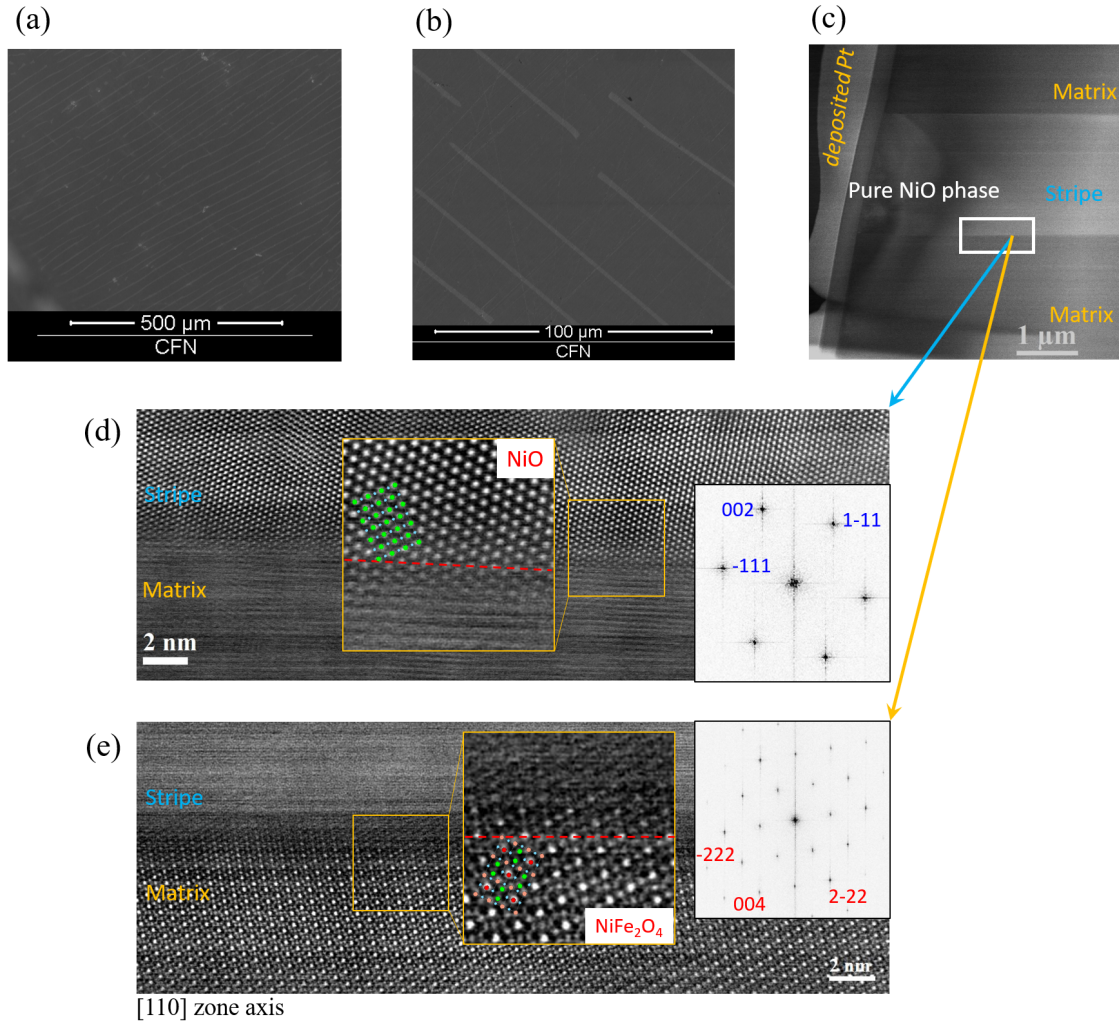 (a)
(b)
(c)
500 µm
CFN
100 µm
CFN
deposited Pt
Matrix
Pure NiO phase
Stripe
Matrix
1 µm
(d)
Stripe
Matrix
2 nm
NiO
002
1-11
-111
(e)
Stripe
Matrix
NiFe₂O₄
-222
004
2-22
2 nm
[110] zone axis